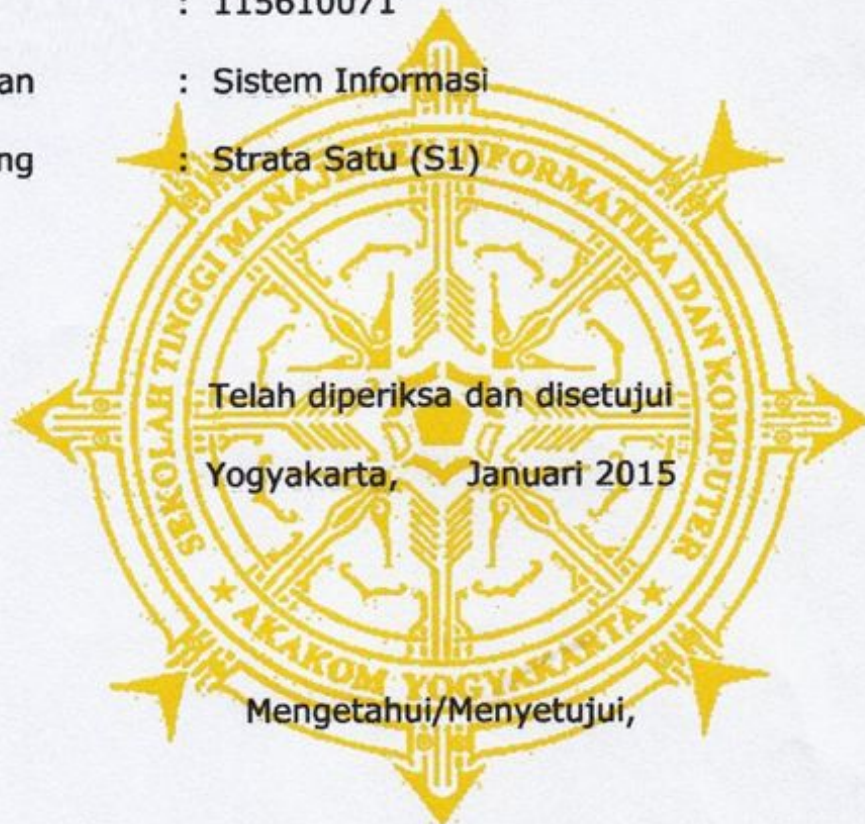 : 115610071
an : Sistem Informasi
ng : Strata Satu (S1)
SEKOLAH TINGGI MANAJEMEN INFORMATIKA DAN KOMPUTER
Telah diperiksa dan disetujui
Yogyakarta, Januari 2015
★ AKAKOM YOGYAKARTA ★
Mengetahui/Menyetujui,